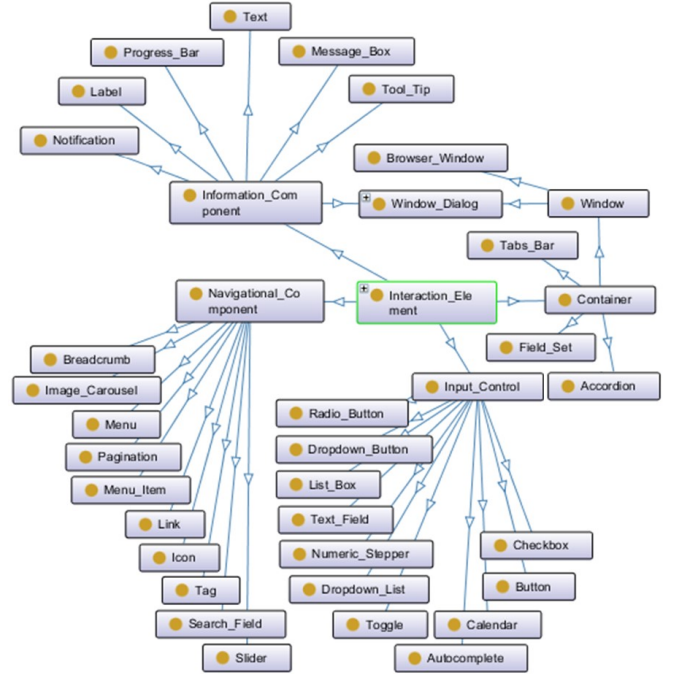 Text
Progress_Bar
Message_Box
Label
Tool_Tip
Notification
Browser_Window
Information_Com
ponent
Window_Dialog
Window
Tabs_Bar
Navigational_Co
mponent
Interaction_Ele
ment
Container
Field_Set
Breadcrumb
Image_Carousel
Input_Control
Accordion
Menu
Radio_Button
Pagination
Dropdown_Button
Menu_Item
List_Box
Link
Text_Field
Icon
Numeric_Stepper
Checkbox
Tag
Dropdown_List
Button
Search_Field
Toggle
Calendar
Slider
Autocomplete